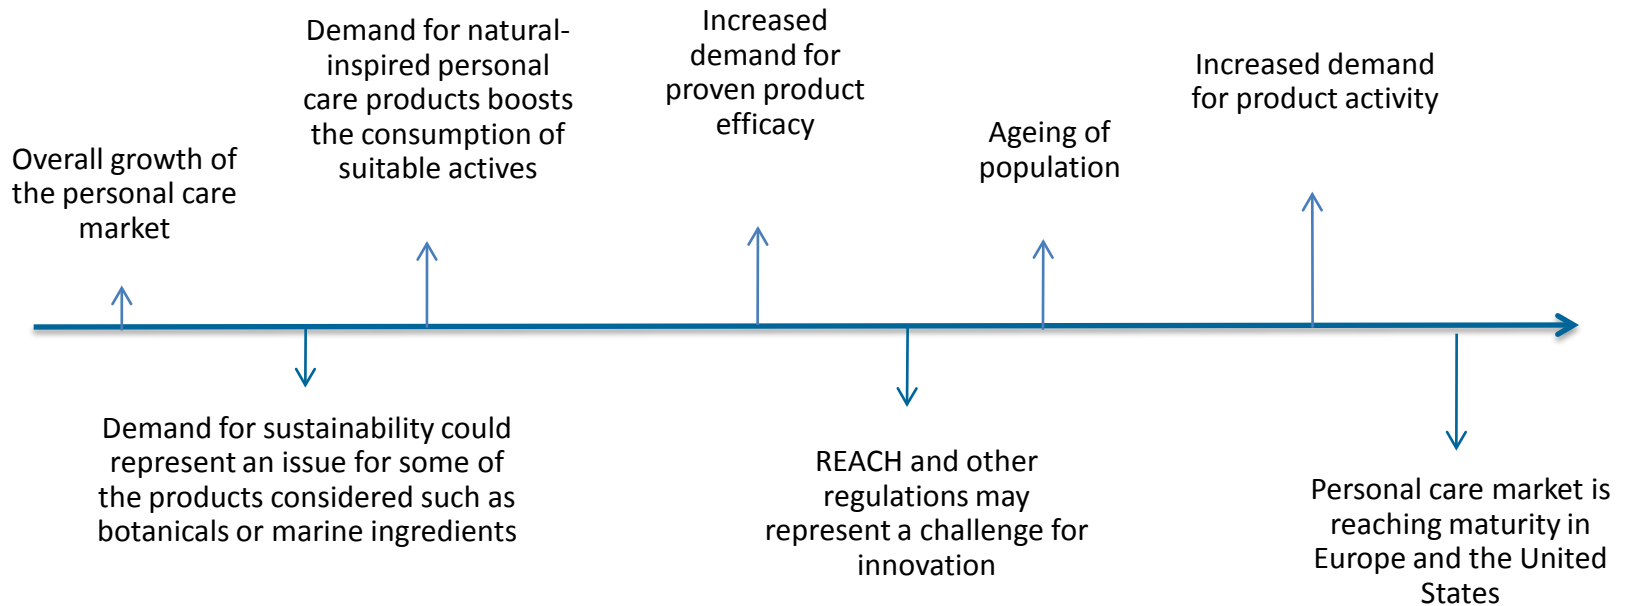 Overall growth of
the personal care
market
Demand for natural-
inspired personal
care products boosts
the consumption of
suitable actives
Increased
demand for
proven product
efficacy
Ageing of
population
Increased demand
for product activity
Demand for sustainability could
represent an issue for some of
the products considered such as
botanicals or marine ingredients
REACH and other
regulations may
represent a challenge for
innovation
Personal care market is
reaching maturity in
Europe and the United
States